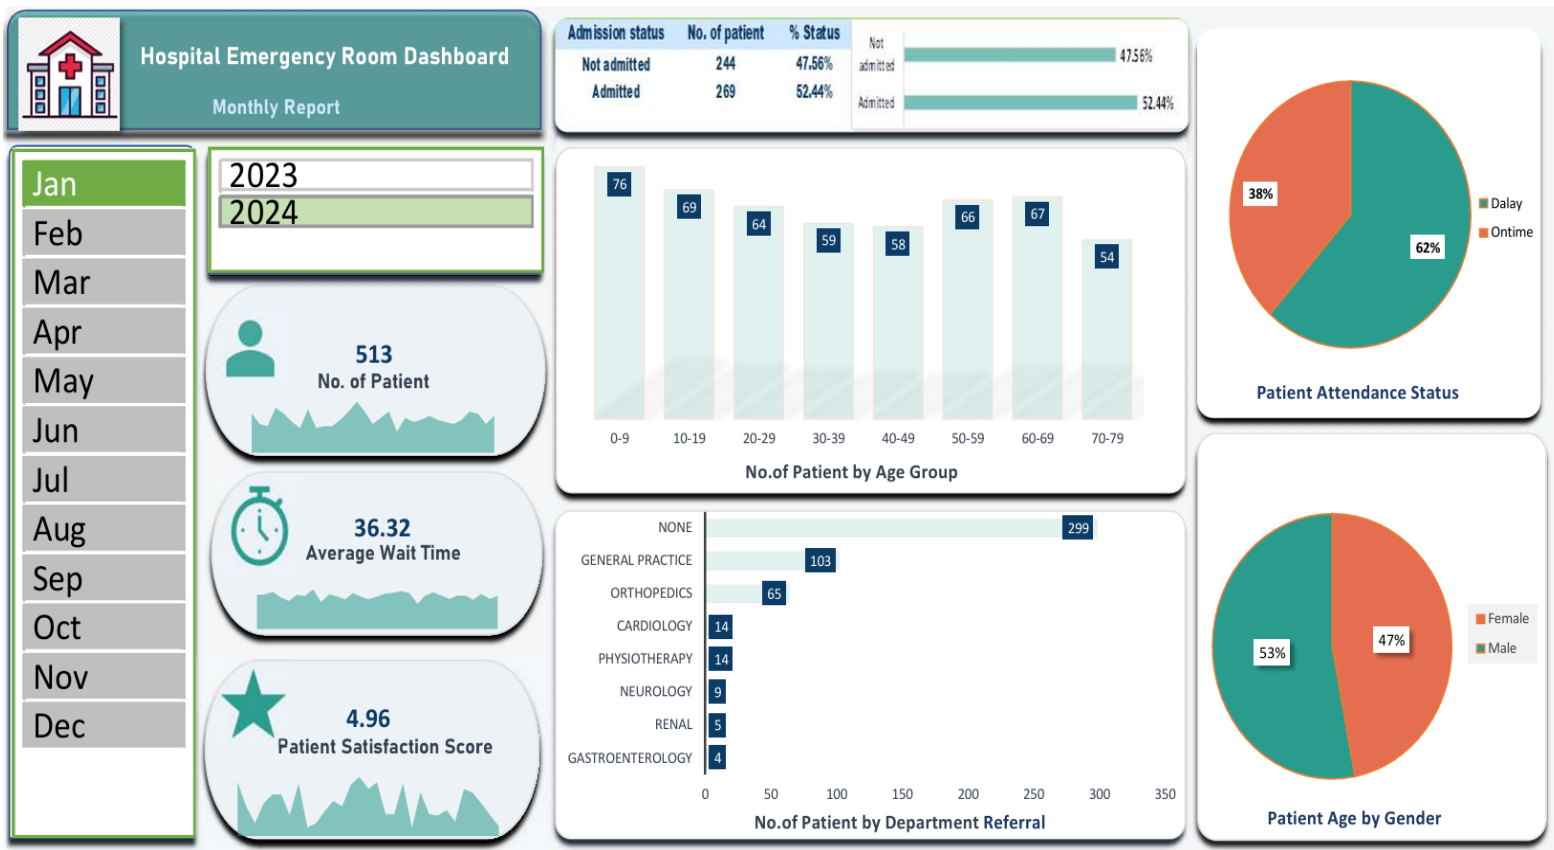 Hospital Emergency Room Dashboard
Monthly Report
Jan
Feb
Mar
Apr
May
Jun
Jul
Aug
Sep
Oct
Nov
Dec
2023
2024
513
No. of Patient
36.32
Average Wait Time
4.96
Patient Satisfaction Score
Admission status No. of patient % Status
Not admitted 244 47.56%
Admitted 269 52.44%
Not admitted 47.56%
Admitted 52.44%
76 69 64 59 58 66 67 54
0-9 10-19 20-29 30-39 40-49 50-59 60-69 70-79
No.of Patient by Age Group
NONE 299
GENERAL PRACTICE 103
ORTHOPEDICS 65
CARDIOLOGY 14
PHYSIOTHERAPY 14
NEUROLOGY 9
RENAL 5
GASTROENTEROLOGY 4
0 50 100 150 200 250 300 350
No.of Patient by Department Referral
38%
62%
Dalay
Ontime
Patient Attendance Status
53%
47%
Female
Male
Patient Age by Gender